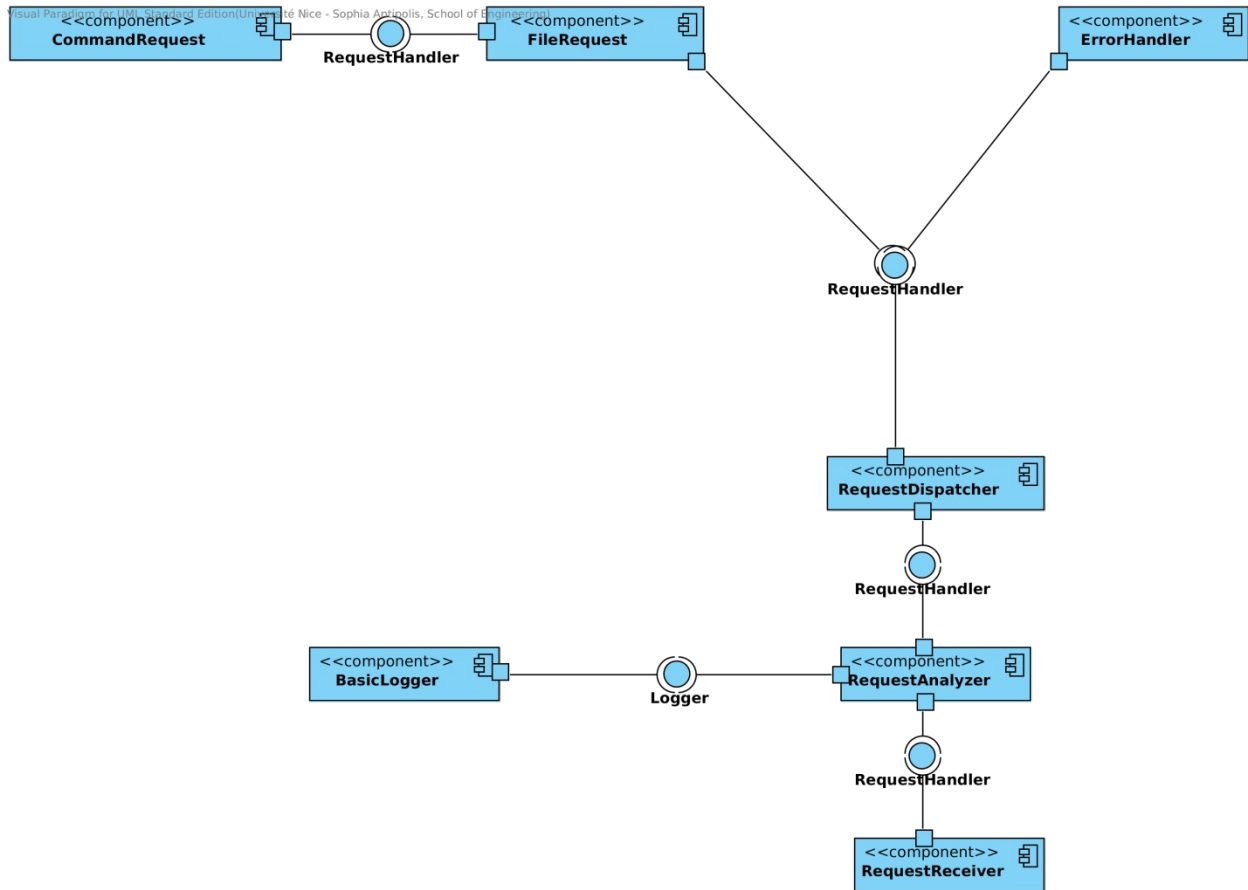 Visual Paradigm for UML Standard Edition(Université Nice - Sophia Antipolis, School of Engineering)
<<component>>
CommandRequest
RequestHandler
<<component>>
FileRequest
<<component>>
ErrorHandler
RequestHandler
<<component>>
RequestDispatcher
RequestHandler
<<component>>
BasicLogger
Logger
<<component>>
RequestAnalyzer
RequestHandler
<<component>>
RequestReceiver